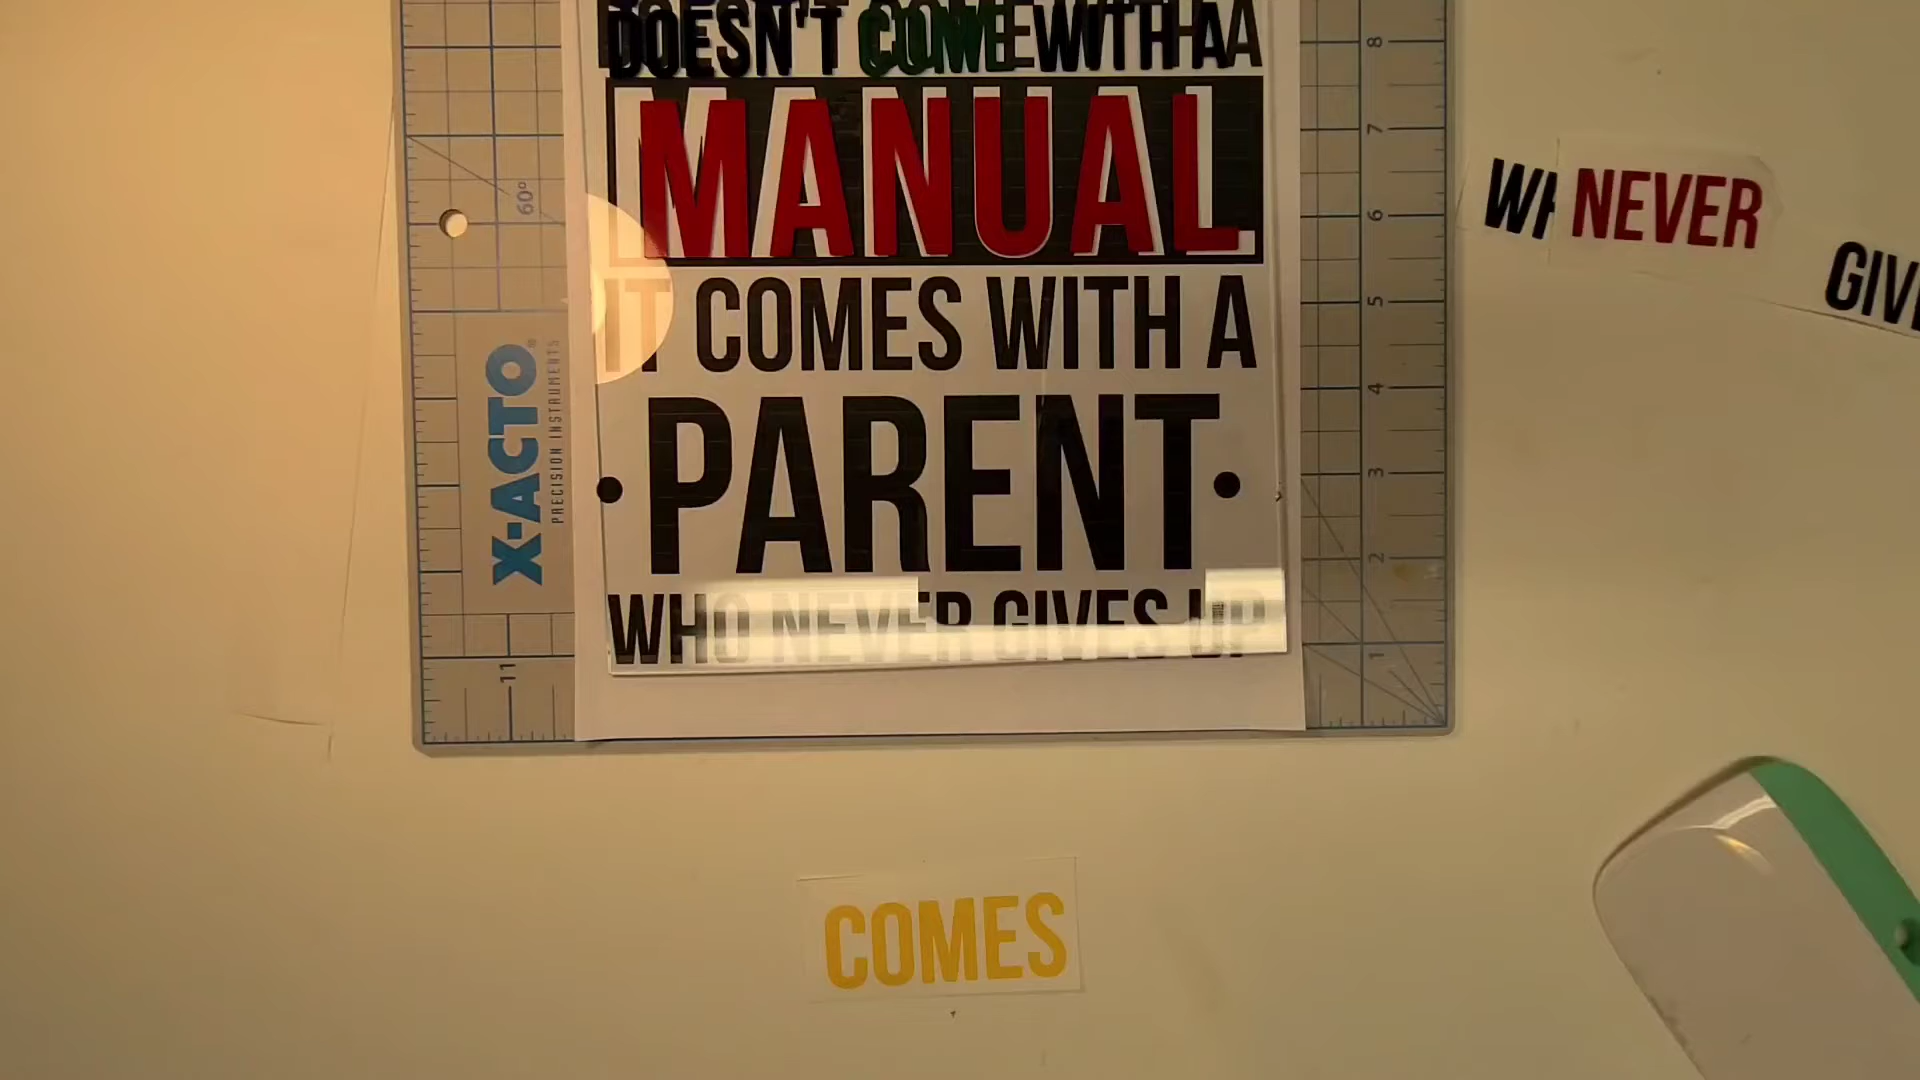 DOESN'T COME WITH A
MANUAL
IT COMES WITH A
• PARENT •
WHO NEVER GIVES UP
NEVER
COMES
X-ACTO®
PRECISION INSTRUMENTS
60°
11
8
7
6
5
4
3
2
1